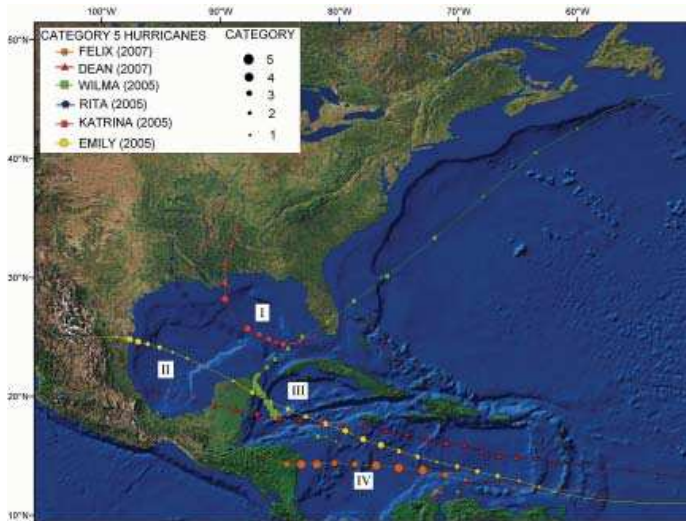 100°W 90°W 80°W 70°W 60°W
50°N
40°N
30°N
20°N
10°N
CATEGORY 5 HURRICANES
FELIX (2007)
DEAN (2007)
WILMA (2005)
RITA (2005)
KATRINA (2005)
EMILY (2005)
CATEGORY
5
4
3
2
1
I
II
III
IV